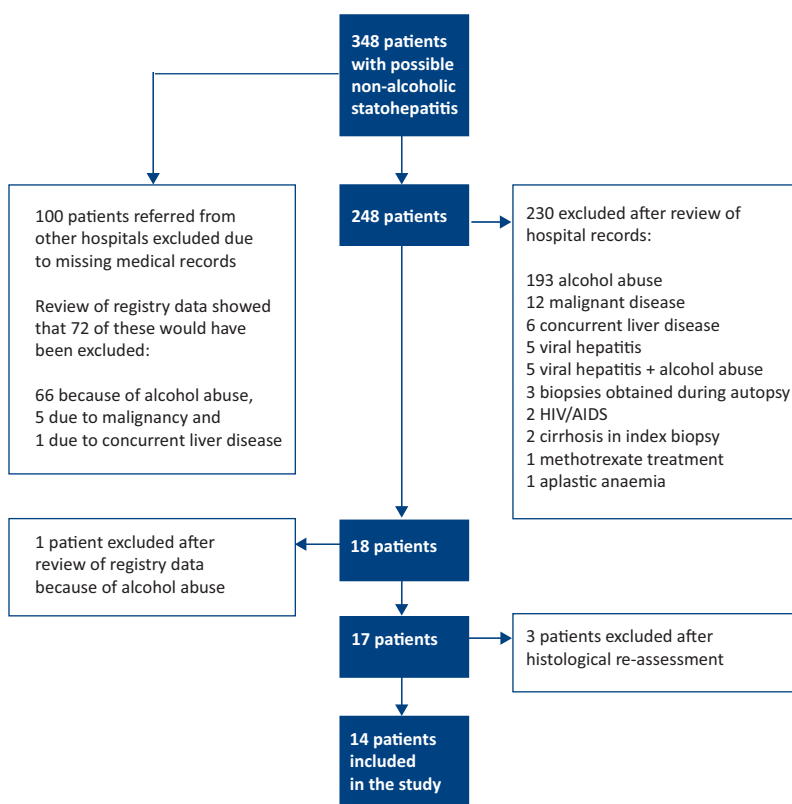 348 patients
with possible
non-alcoholic
statohepatitis
100 patients referred from
other hospitals excluded due
to missing medical records
Review of registry data showed
that 72 of these would have
been excluded:
66 because of alcohol abuse,
5 due to malignancy and
1 due to concurrent liver disease
248 patients
230 excluded after review of
hospital records:
193 alcohol abuse
12 malignant disease
6 concurrent liver disease
5 viral hepatitis
5 viral hepatitis + alcohol abuse
3 biopsies obtained during autopsy
2 HIV/AIDS
2 cirrhosis in index biopsy
1 methotrexate treatment
1 aplastic anaemia
1 patient excluded after
review of registry data
because of alcohol abuse
18 patients
17 patients
3 patients excluded after
histological re-assessment
14 patients
included
in the study